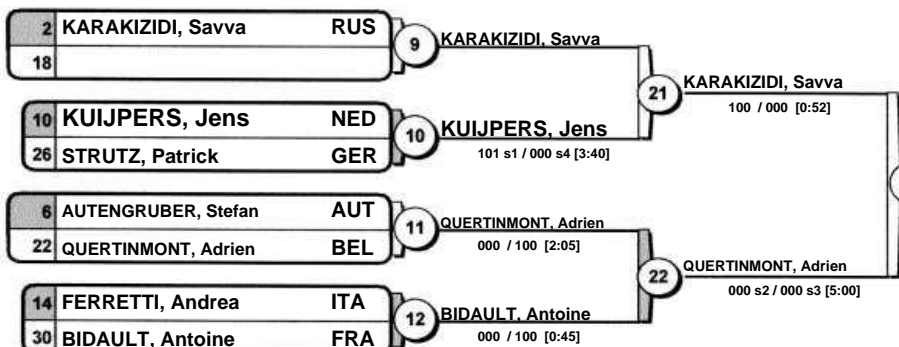 2 KARAKIZIDI, Savva RUS
18
9
KARAKIZIDI, Savva
10 KUIJPERS, Jens NED
26 STRUTZ, Patrick GER
10
KUIJPERS, Jens
101 s1 / 000 s4 [3:40]
21
KARAKIZIDI, Savva
100 / 000 [0:52]
6 AUTENGRUBER, Stefan AUT
22 QUERTINMONT, Adrien BEL
11
QUERTINMONT, Adrien
000 / 100 [2:05]
14 FERRETTI, Andrea ITA
30 BIDAULT, Antoine FRA
12
BIDAULT, Antoine
000 / 100 [0:45]
22
QUERTINMONT, Adrien
000 s2 / 000 s3 [5:00]